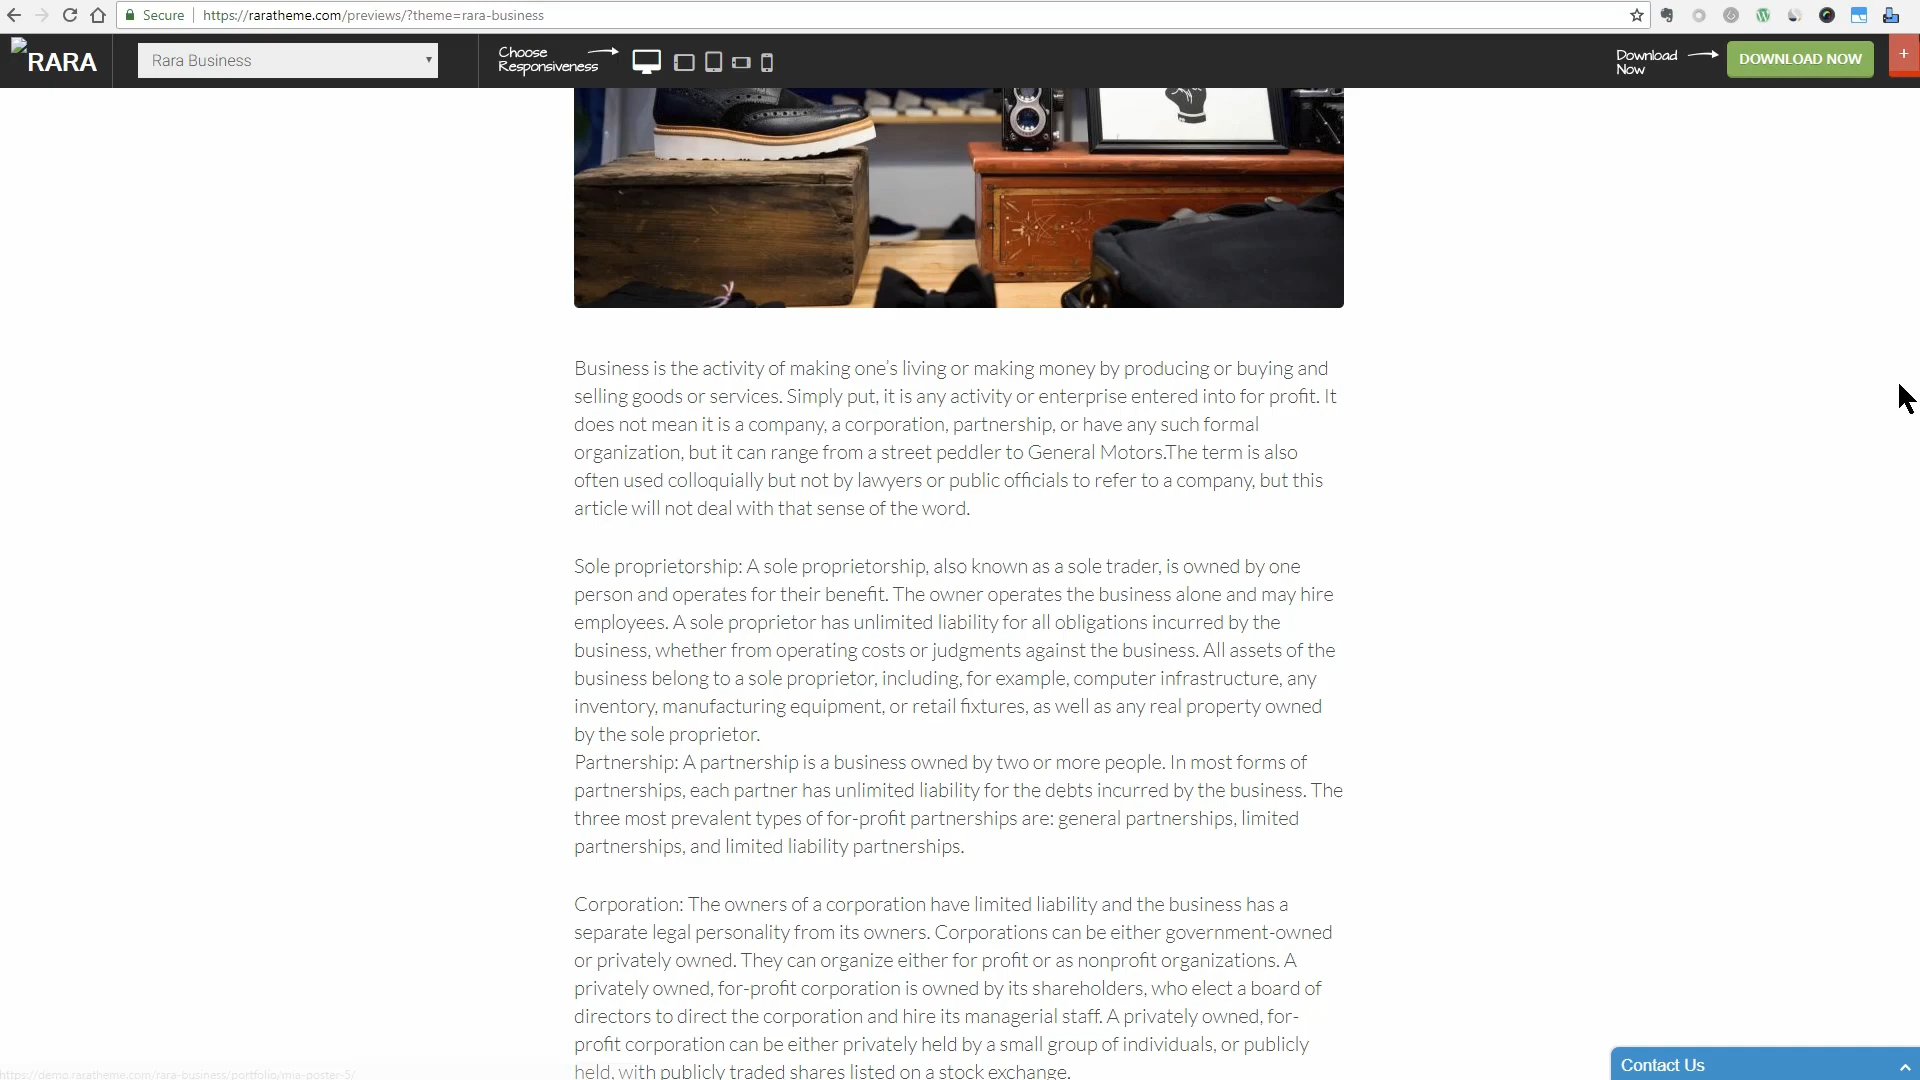 Secure
https://raratheme.com/previews/?theme=rara-business
RARA
Rara Business
Choose
Responsiveness
Download
Now
DOWNLOAD NOW
+
Business is the activity of making one’s living or making money by producing or buying and
selling goods or services. Simply put, it is any activity or enterprise entered into for profit. It
does not mean it is a company, a corporation, partnership, or have any such formal
organization, but it can range from a street peddler to General Motors.The term is also
often used colloquially but not by lawyers or public officials to refer to a company, but this
article will not deal with that sense of the word.
Sole proprietorship: A sole proprietorship, also known as a sole trader, is owned by one
person and operates for their benefit. The owner operates the business alone and may hire
employees. A sole proprietor has unlimited liability for all obligations incurred by the
business, whether from operating costs or judgments against the business. All assets of the
business belong to a sole proprietor, including, for example, computer infrastructure, any
inventory, manufacturing equipment, or retail fixtures, as well as any real property owned
by the sole proprietor.
Partnership: A partnership is a business owned by two or more people. In most forms of
partnerships, each partner has unlimited liability for the debts incurred by the business. The
three most prevalent types of for-profit partnerships are: general partnerships, limited
partnerships, and limited liability partnerships.
Corporation: The owners of a corporation have limited liability and the business has a
separate legal personality from its owners. Corporations can be either government-owned
or privately owned. They can organize either for profit or as nonprofit organizations. A
privately owned, for-profit corporation is owned by its shareholders, who elect a board of
directors to direct the corporation and hire its managerial staff. A privately owned, for-
profit corporation can be either privately held by a small group of individuals, or publicly
held, with publicly traded shares listed on a stock exchange.
https://demo.raratheme.com/rara-business/portfolio/mia-poster-5/
Contact Us